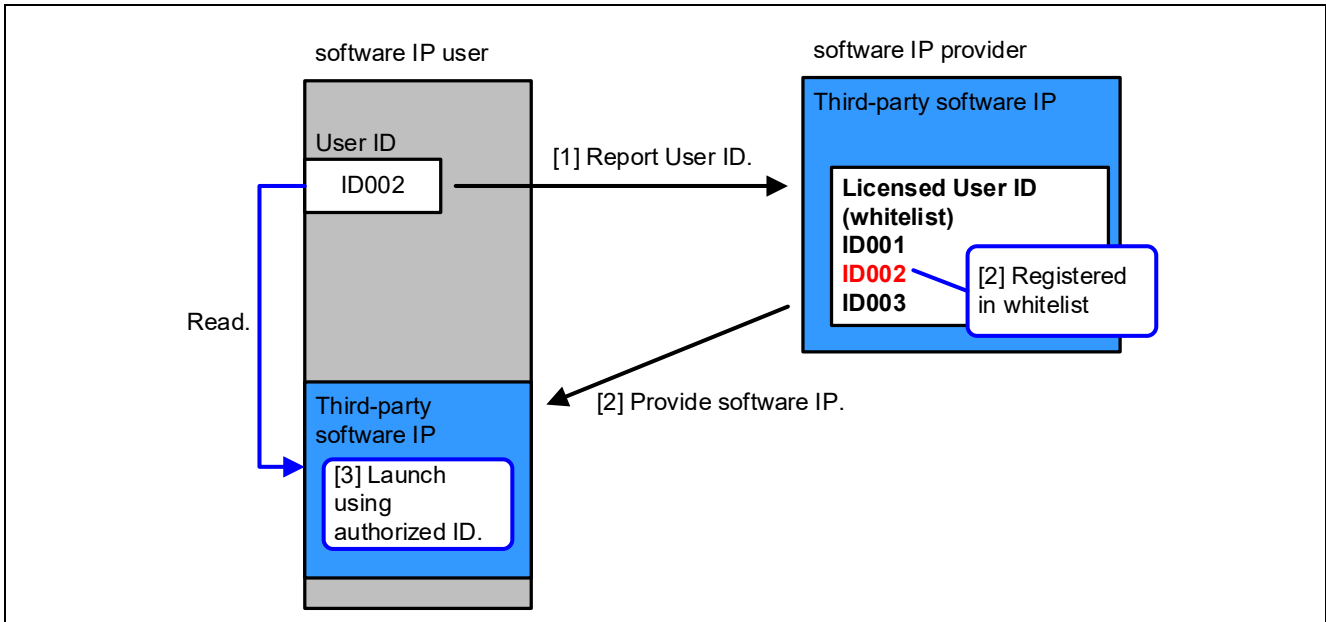 software IP user
software IP provider
Third-party software IP
User ID
ID002
[1] Report User ID.
Licensed User ID
(whitelist)
ID001
ID002
ID003
[2] Registered
in whitelist
Read.
[2] Provide software IP.
Third-party
software IP
[3] Launch
using
authorized ID.